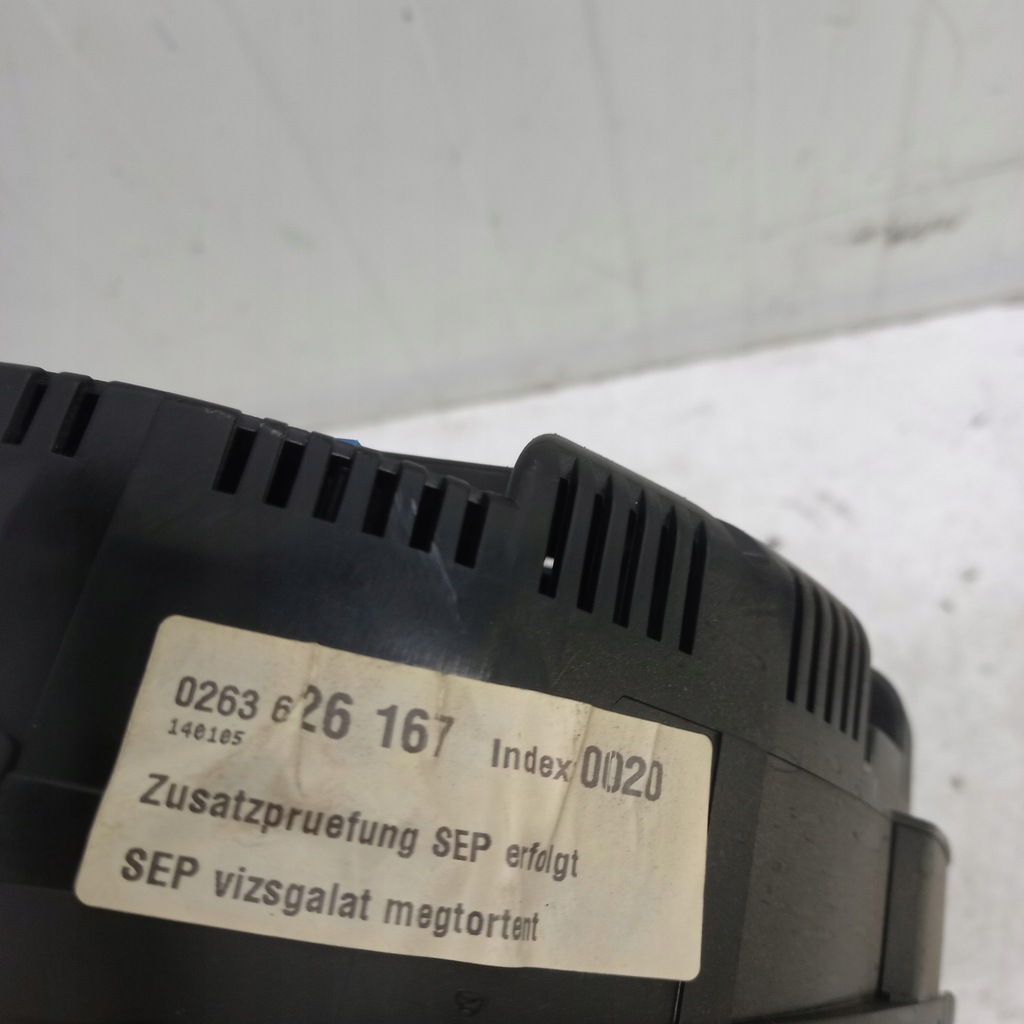 0263 626 167 Index 0020
140105
Zusatzpruefung SEP erfolgt
SEP vizsgalat megtortent